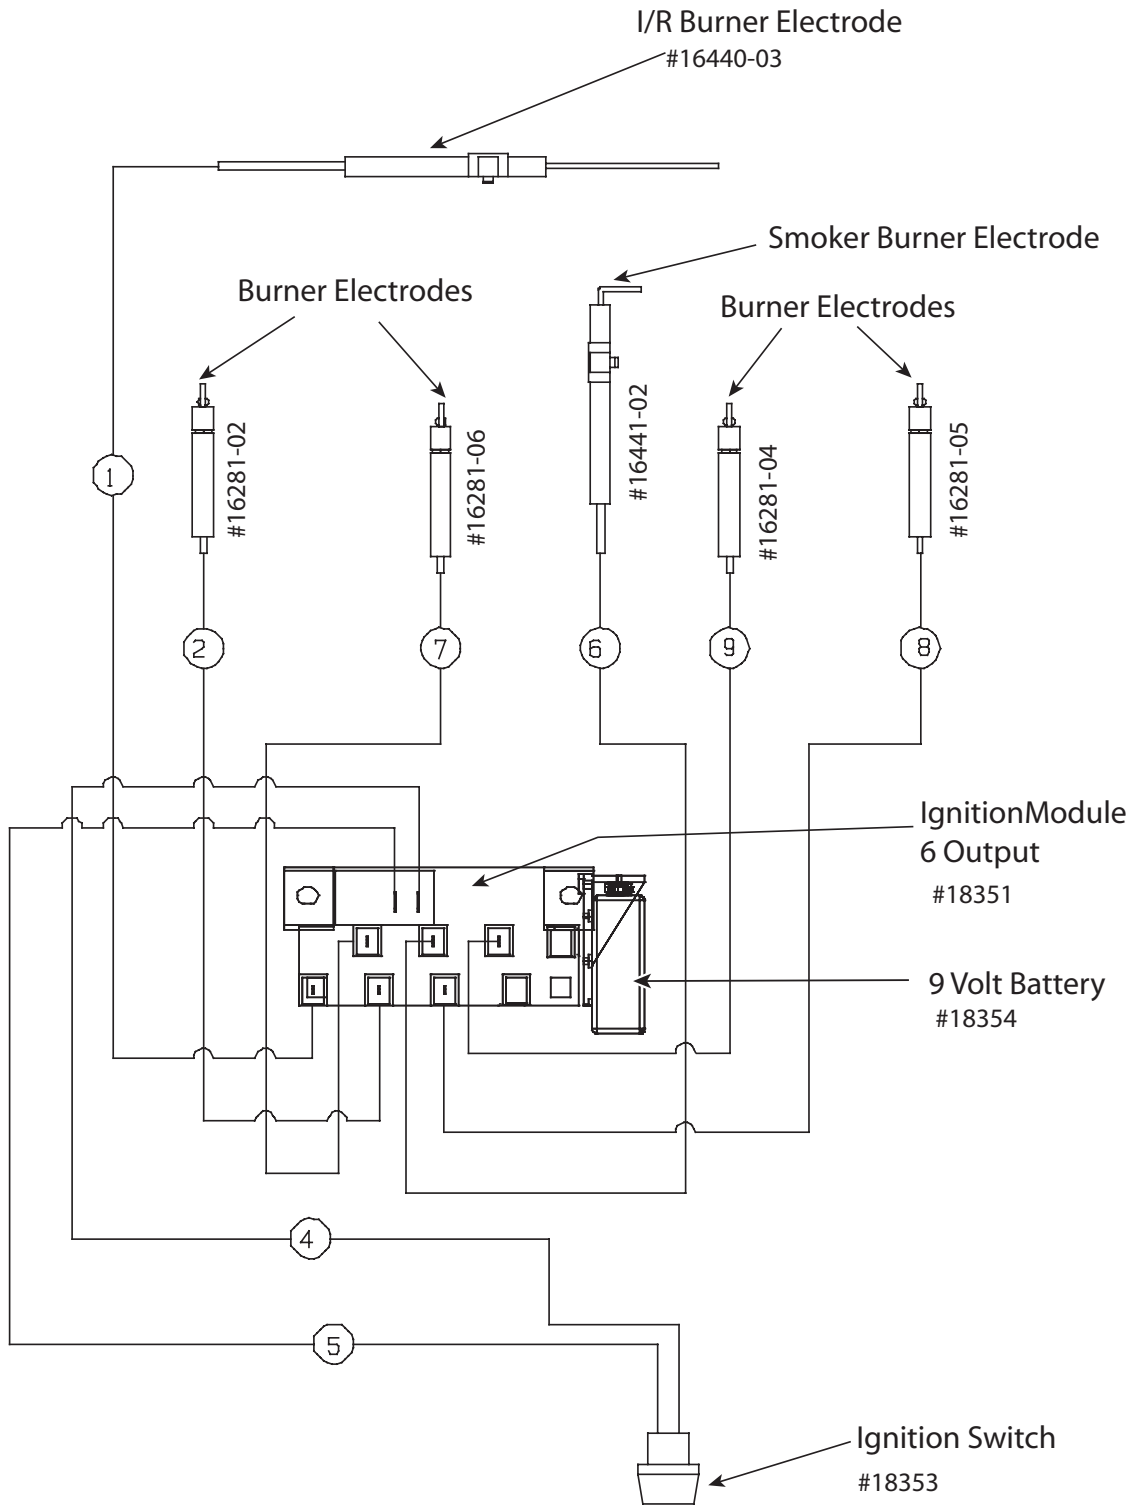 I/R Burner Electrode
#16440-03
Smoker Burner Electrode
Burner Electrodes
Burner Electrodes
#16281-02
#16281-06
#16441-02
#16281-04
#16281-05
1
2
7
6
9
8
IgnitionModule
6 Output
#18351
9 Volt Battery
#18354
4
5
Ignition Switch
#18353